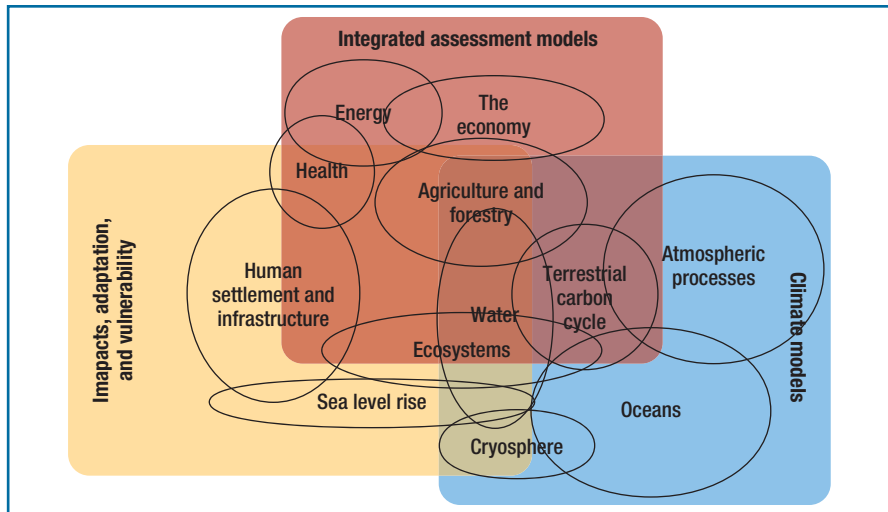 Integrated assessment models
Energy
The
economy
Health
Agriculture and
forestry
Imapacts, adaptation,
and vulnerability
Human
settlement and
infrastructure
Water
Terrestrial
carbon
cycle
Atmospheric
processes
Climate models
Ecosystems
Sea level rise
Oceans
Cryosphere